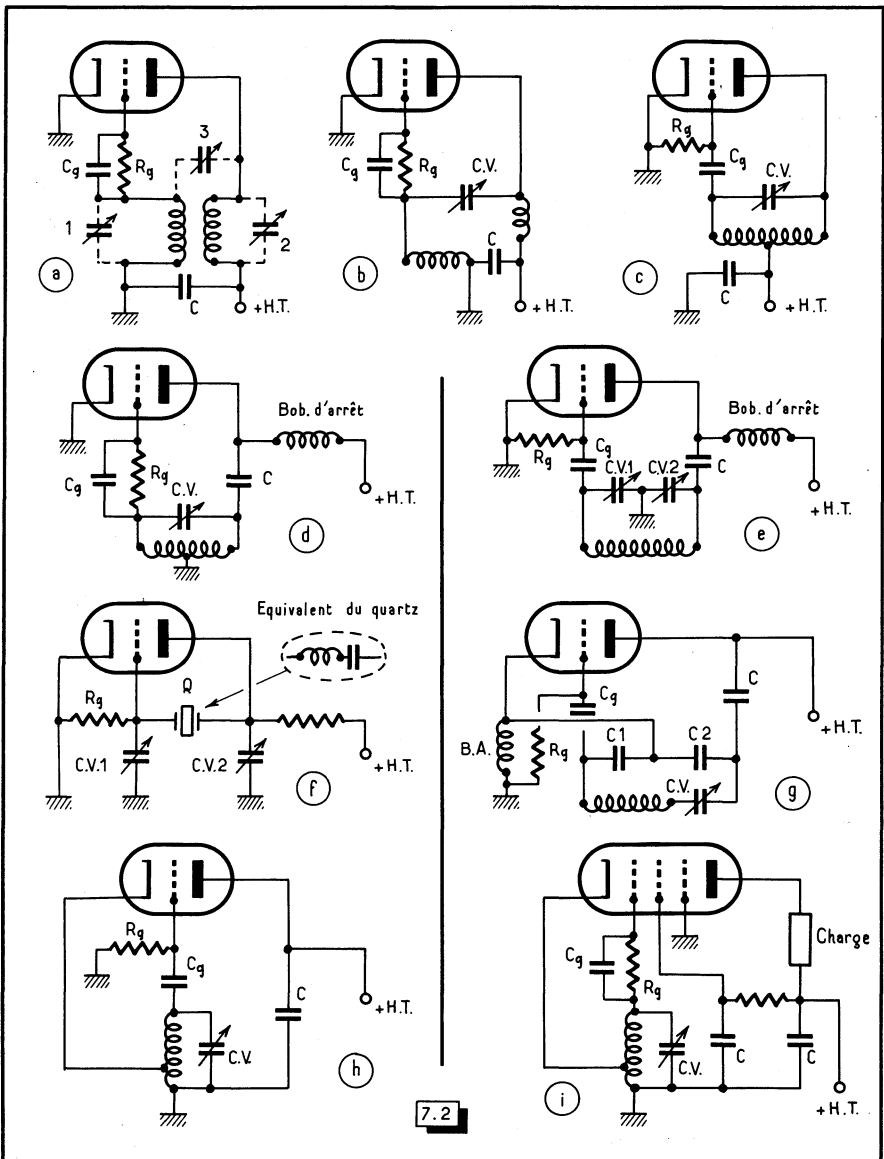 3
Cg
Rg
1
2
a
C
+H.T.
Cg
Rg
C.V.
b
C
+H.T.
Rg
Cg
C.V.
c
C
+H.T.
Bob. d'arrêt
Cg
Rg
C.V.
C
+H.T.
d
Bob. d'arrêt
Rg
Cg
C.V.1
C.V.2
C
+H.T.
e
Equivalent du quartz
Rg
Q
C.V.1
C.V.2
+H.T.
f
Cg
C
B.A.
Rg
C1
C2
C.V.
+H.T.
g
Rg
Cg
C
C.V.
+H.T.
h
Cg
Rg
Charge
C.V.
C
C
+H.T.
i
7.2